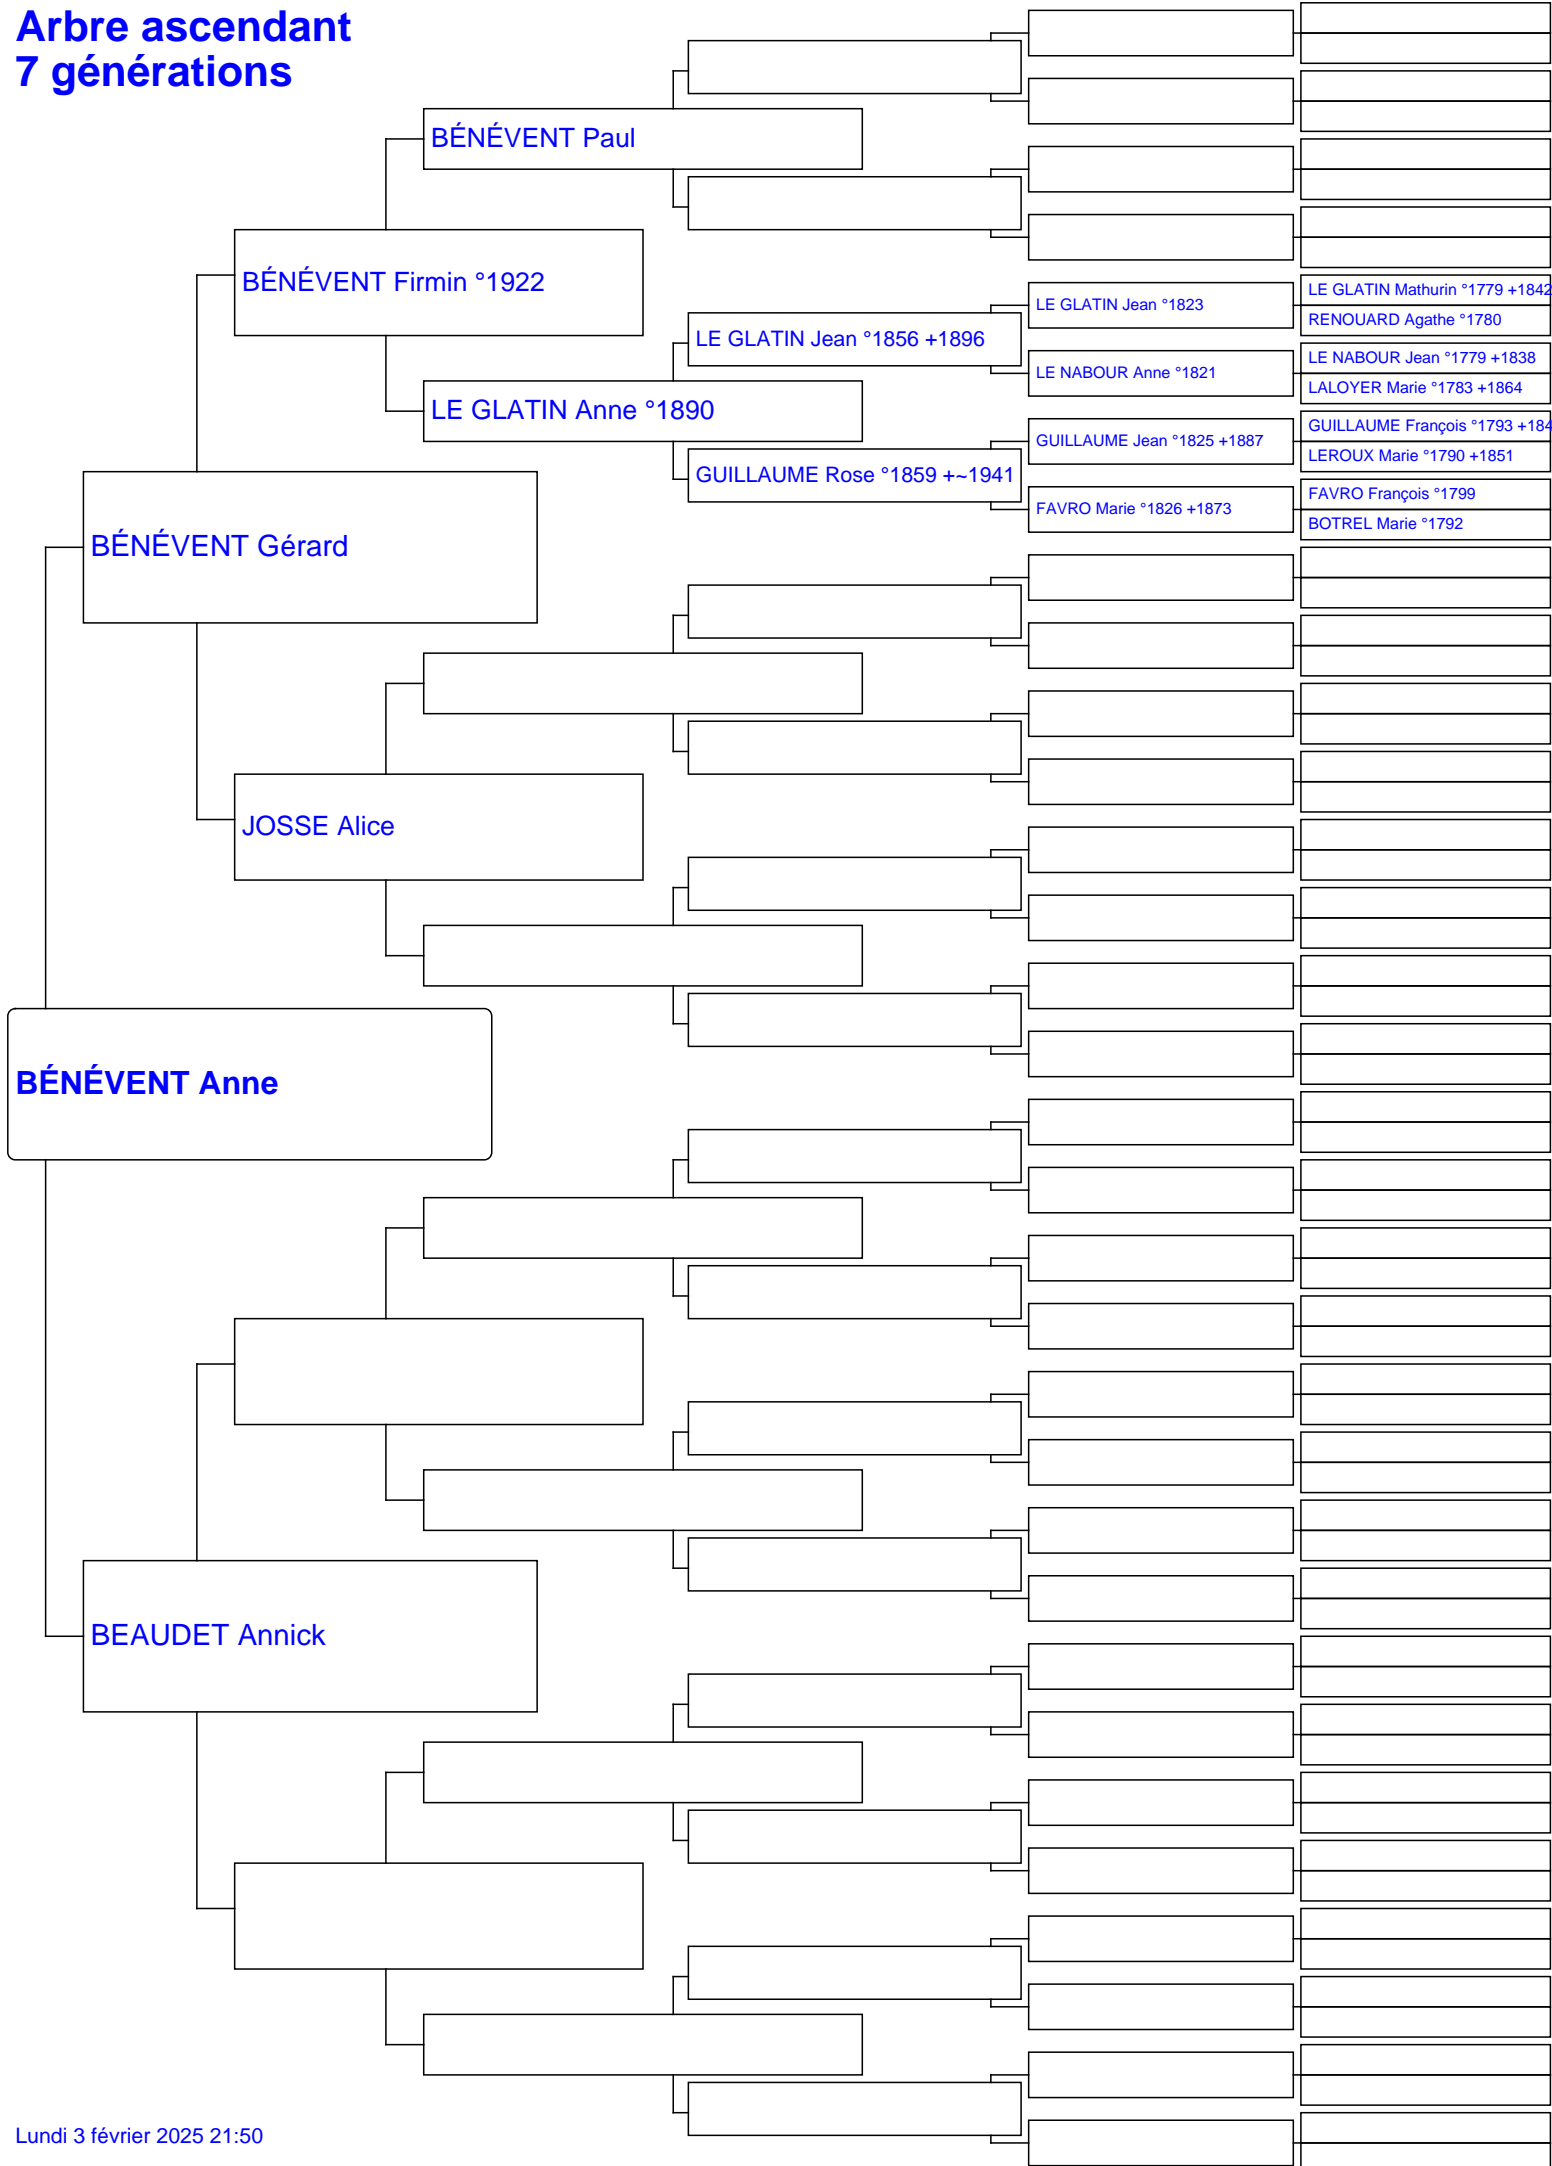 Arbre ascendant
7 générations
BÉNÉVENT Paul
BÉNÉVENT Firmin °1922
LE GLATIN Mathurin °1779 +1842
LE GLATIN Jean °1823
RENOUARD Agathe °1780
LE GLATIN Jean °1856 +1896
LE NABOUR Jean °1779 +1838
LE NABOUR Anne °1821
LALOYER Marie °1783 +1864
LE GLATIN Anne °1890
GUILLAUME François °1793 +184
GUILLAUME Jean °1825 +1887
LEROUX Marie °1790 +1851
GUILLAUME Rose °1859 +~1941
FAVRO François °1799
FAVRO Marie °1826 +1873
BOTREL Marie °1792
BÉNÉVENT Gérard
JOSSE Alice
BÉNÉVENT Anne
BEAUDET Annick
Lundi 3 février 2025 21:50